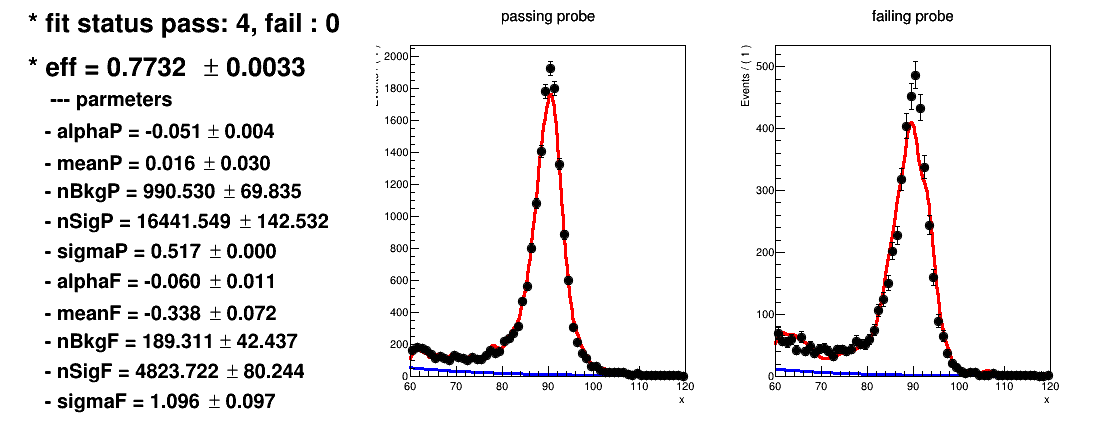 * fit status pass: 4, fail : 0
* eff = 0.7732 ± 0.0033
--- parmeters
- alphaP = -0.051 ± 0.004
- meanP = 0.016 ± 0.030
- nBkgP = 990.530 ± 69.835
- nSigP = 16441.549 ± 142.532
- sigmaP = 0.517 ± 0.000
- alphaF = -0.060 ± 0.011
- meanF = -0.338 ± 0.072
- nBkgF = 189.311 ± 42.437
- nSigF = 4823.722 ± 80.244
- sigmaF = 1.096 ± 0.097
passing probe
2000
1800
1600
1400
1200
1000
800
600
400
200
0
60 70 80 90 100 110 120
x
failing probe
Events / ( 1 )
500
400
300
200
100
0
60 70 80 90 100 110 120
x